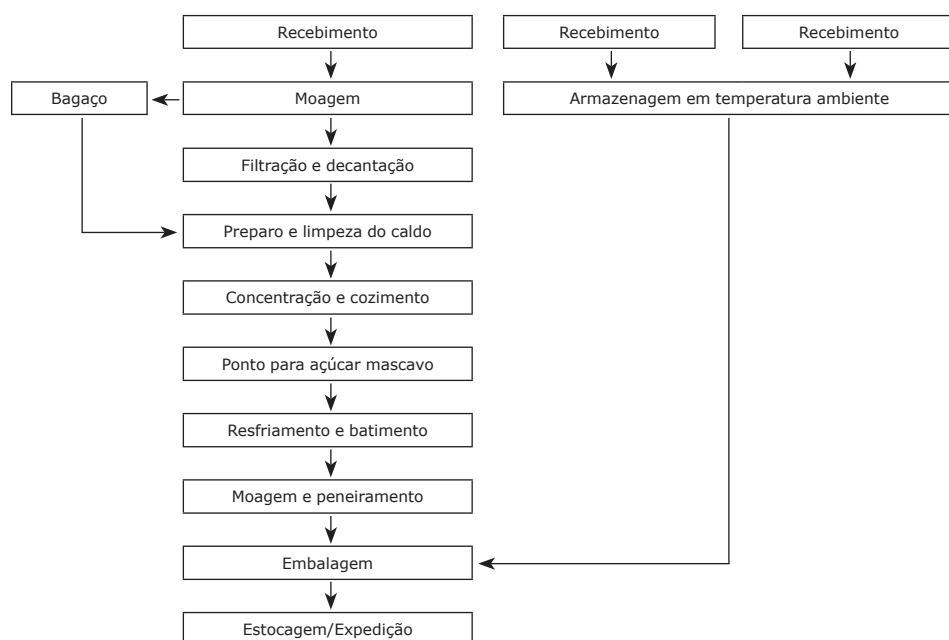 Recebimento
Recebimento
Recebimento
Bagaço
Moagem
Armazenagem em temperatura ambiente
Filtração e decantação
Preparo e limpeza do caldo
Concentração e cozimento
Ponto para açúcar mascavo
Resfriamento e batimento
Moagem e peneiramento
Embalagem
Estocagem/Expedição